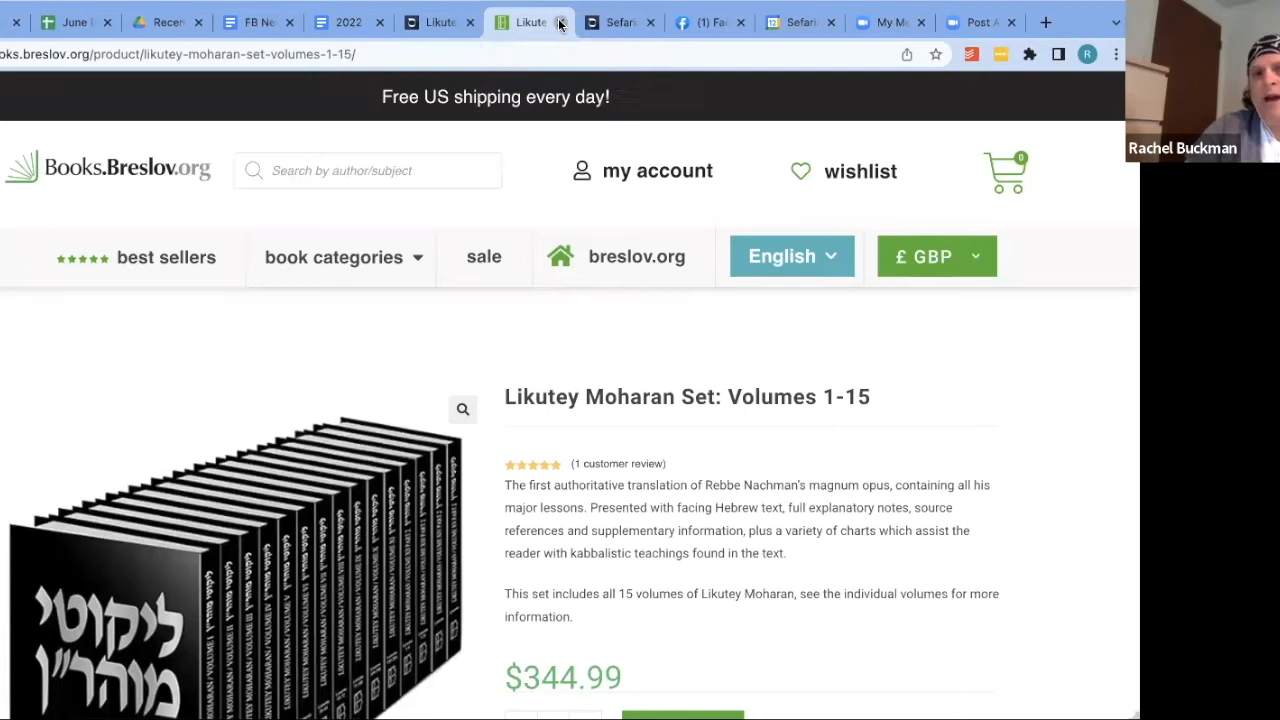 June I
Recen
FB Ne
2022
Likute
Likute
Sefari
(1) Fa
Sefari
My Me
Post A
oks.breslov.org/product/likutey-moharan-set-volumes-1-15/
R
Free US shipping every day!
Books.Breslov.org
Search by author/subject
my account
wishlist
0
best sellers
book categories
sale
breslov.org
English
£ GBP
Rachel Buckman
Likutey Moharan Set: Volumes 1-15
(1 customer review)
The first authoritative translation of Rebbe Nachman's magnum opus, containing all his
major lessons. Presented with facing Hebrew text, full explanatory notes, source
references and supplementary information, plus a variety of charts which assist the
reader with kabbalistic teachings found in the text.
This set includes all 15 volumes of Likutey Moharan, see the individual volumes for more
information.
$344.99
ליקוטי
מוהר"ן